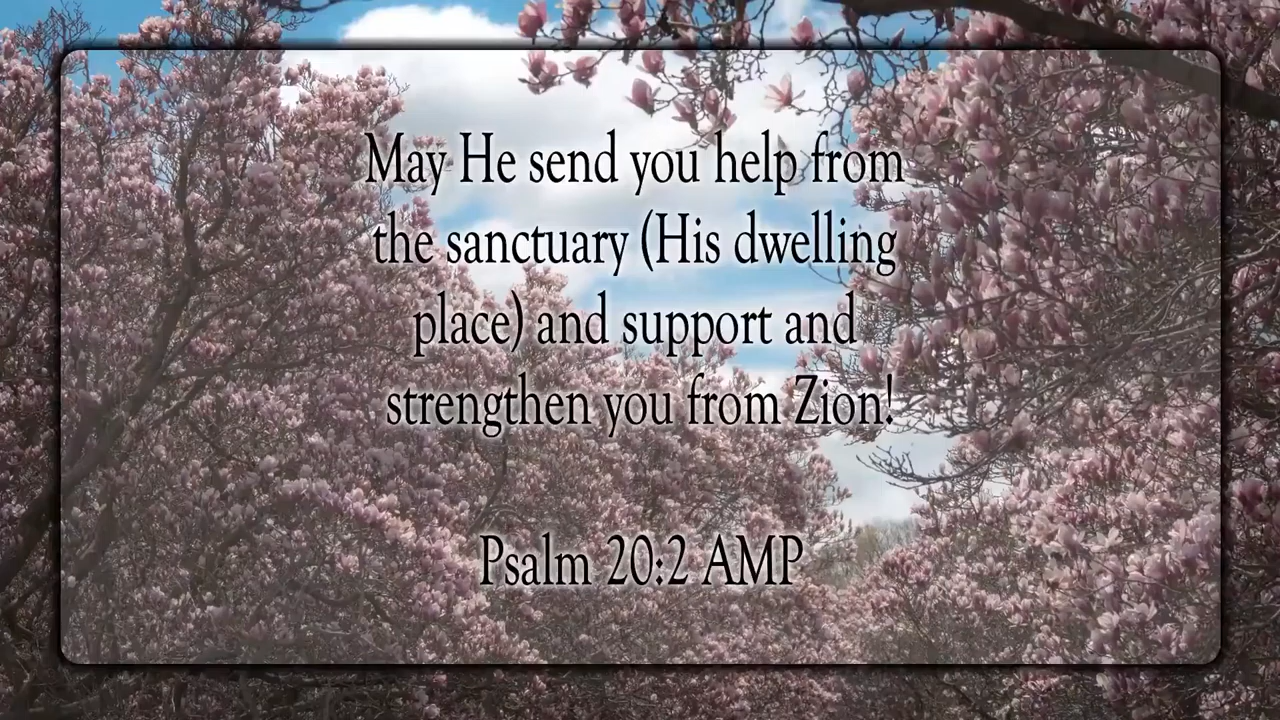 May He send you help from
the sanctuary (His dwelling
place) and support and
strengthen you from Zion!
Psalm 20:2 AMP